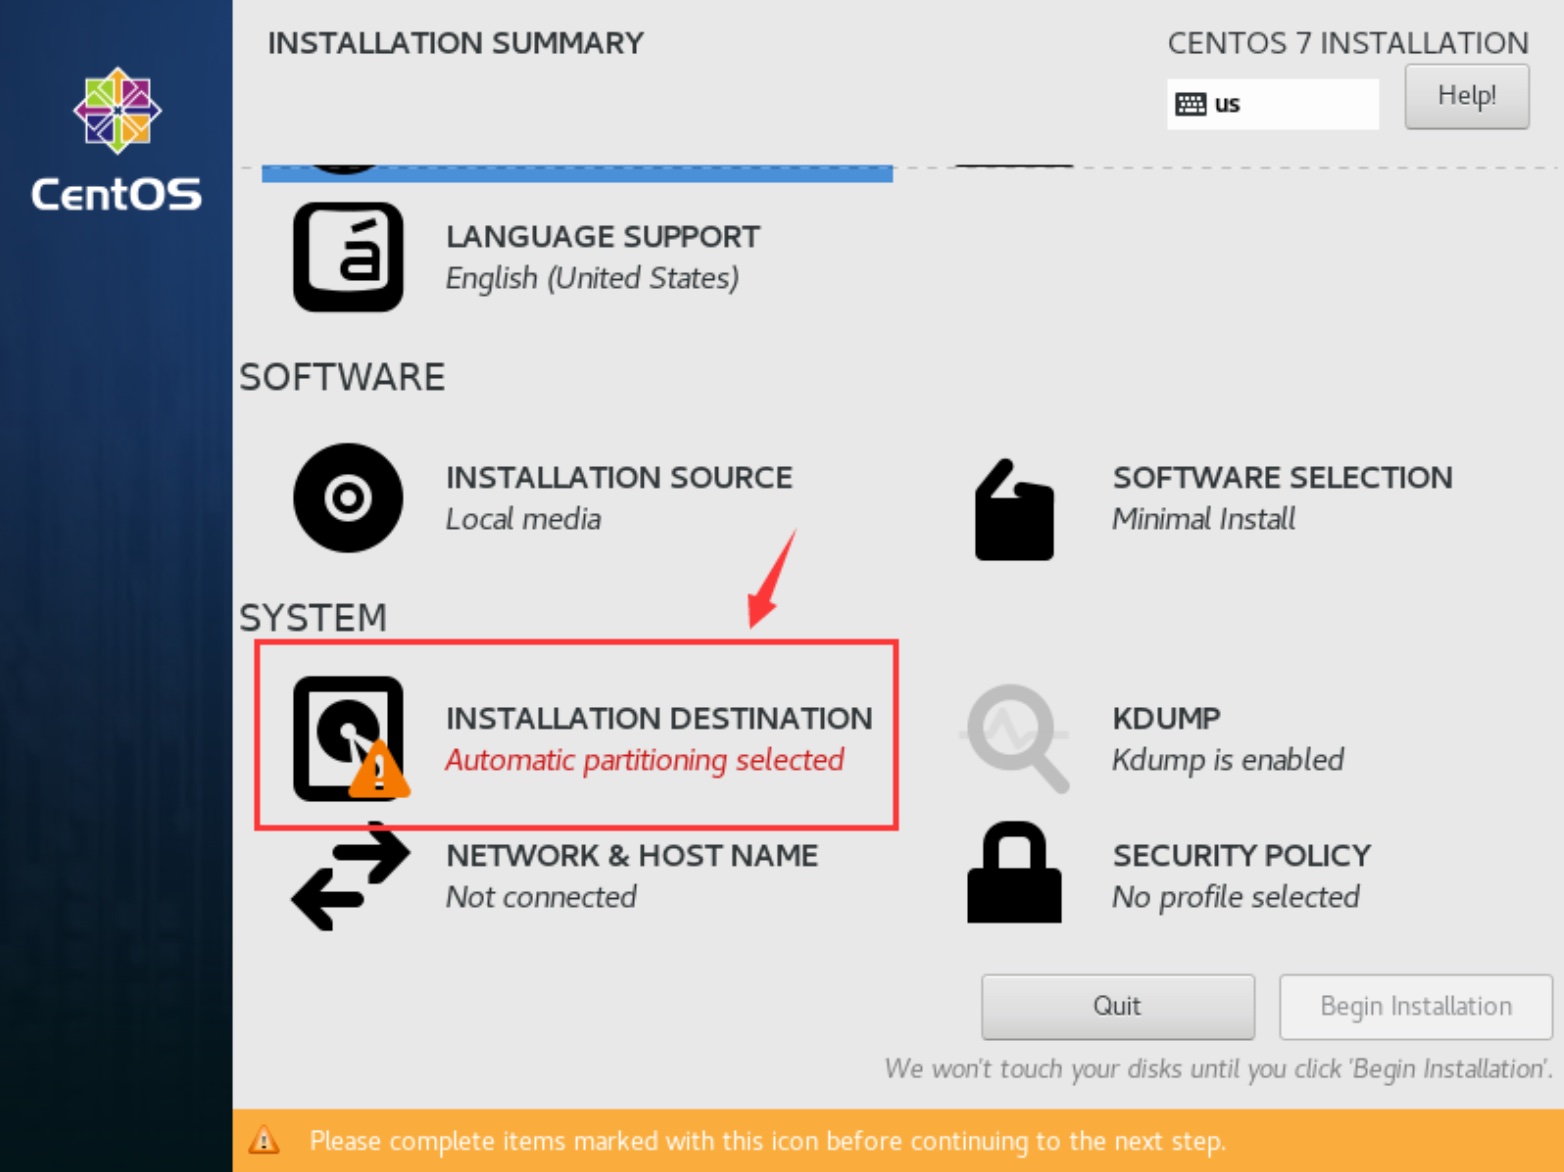 INSTALLATION SUMMARY
CENTOS 7 INSTALLATION
us
Help!
CentOS
á
LANGUAGE SUPPORT
English (United States)
SOFTWARE
INSTALLATION SOURCE
Local media
SOFTWARE SELECTION
Minimal Install
SYSTEM
INSTALLATION DESTINATION
Automatic partitioning selected
KDUMP
Kdump is enabled
NETWORK & HOST NAME
Not connected
SECURITY POLICY
No profile selected
Quit
Begin Installation
We won't touch your disks until you click 'Begin Installation'.
Please complete items marked with this icon before continuing to the next step.